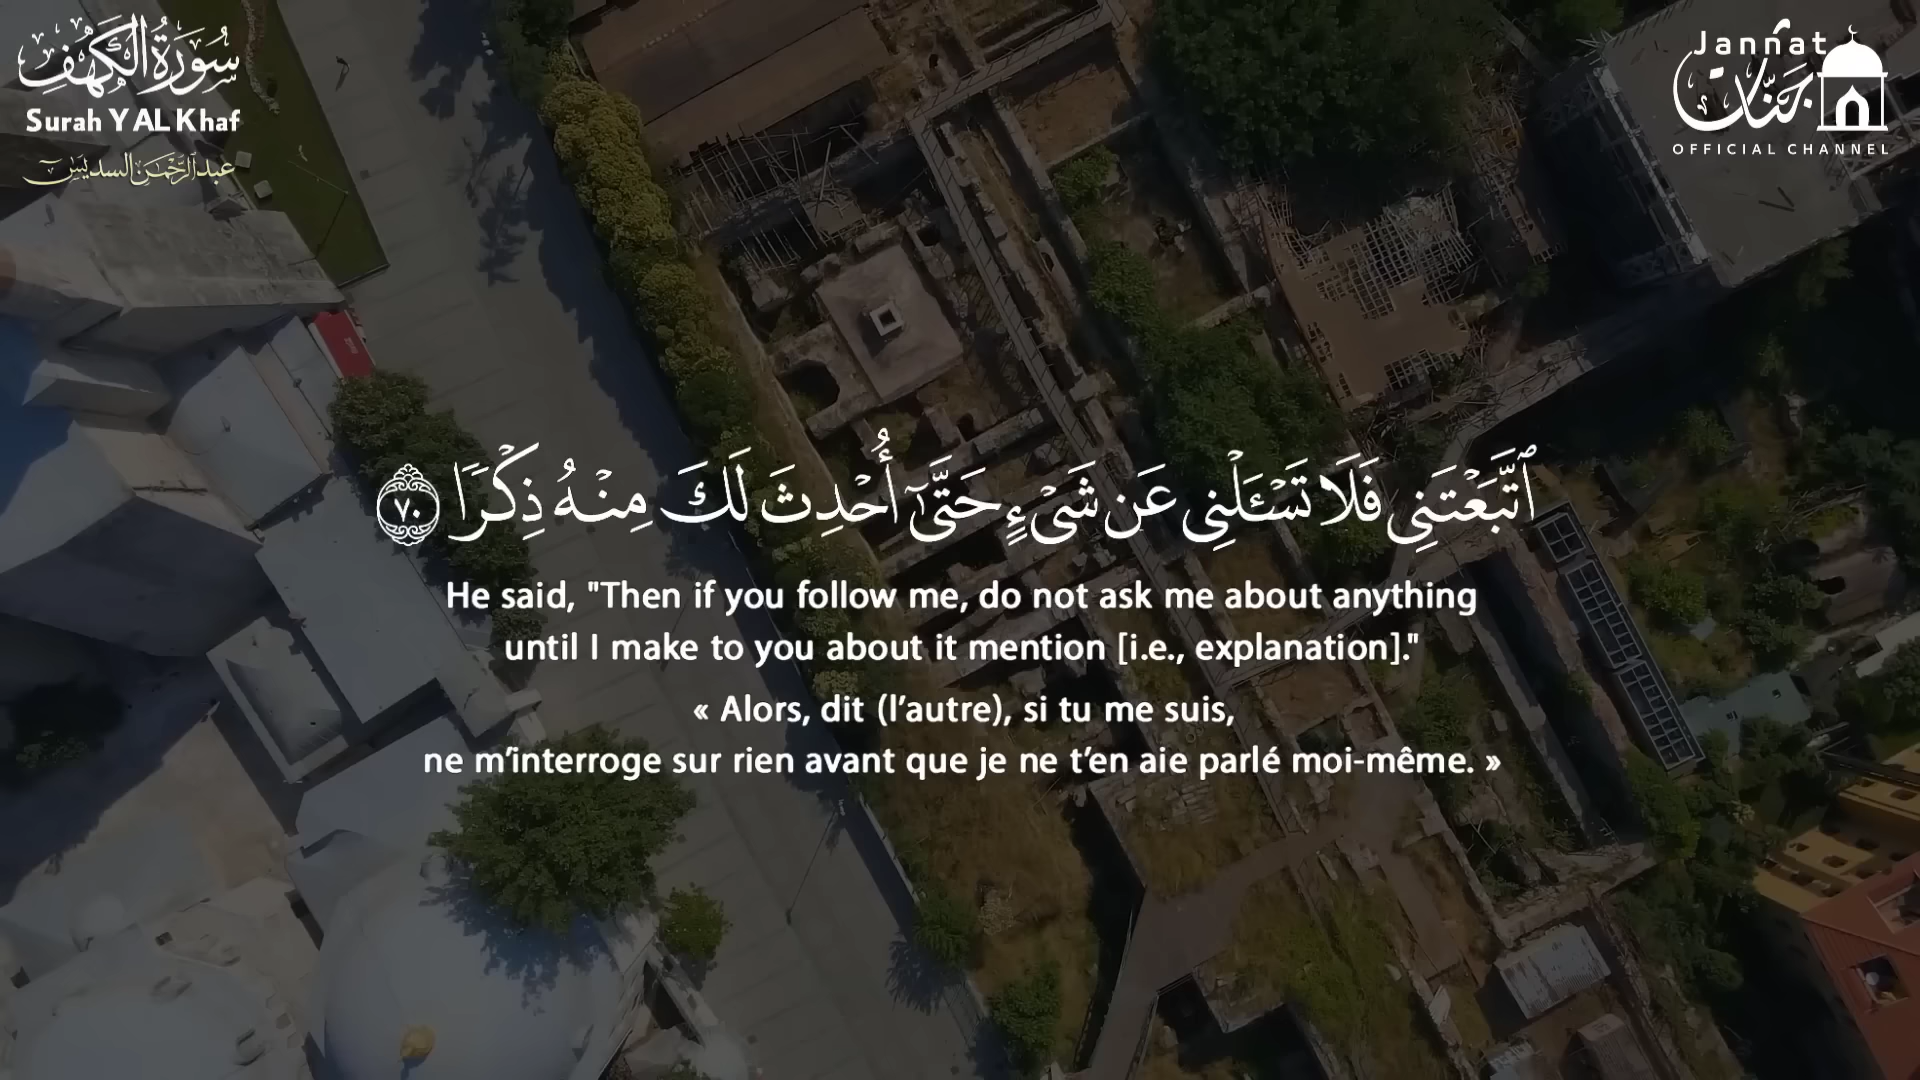 سُورَةُ الكَهْفِ
Surah YAL Khaf
عبد الرحمن السديس
Jannat
جنات
OFFICIAL CHANNEL
ٱتَّبَعْتَنِى فَلَا تَسْـَٔلْنِى عَن شَىْءٍ حَتَّىٰٓ أُحْدِثَ لَكَ مِنْهُ ذِكْرًا ٧٠
He said, "Then if you follow me, do not ask me about anything
until I make to you about it mention [i.e., explanation]."
« Alors, dit (l’autre), si tu me suis,
ne m’interroge sur rien avant que je ne t’en aie parlé moi-même. »